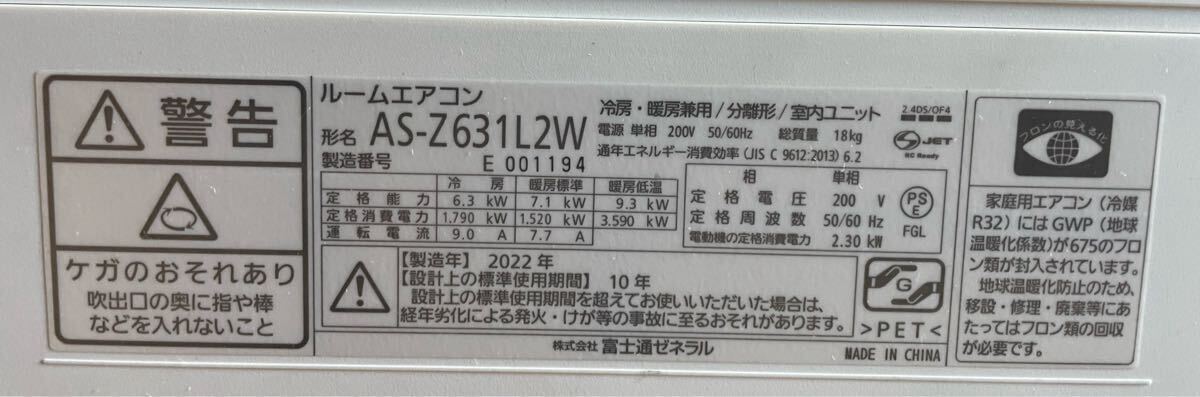 警告
ケガのおそれあり
吹出口の奥に指や棒
などを入れないこと
ルームエアコン
形名 AS-Z631L2W
製造番号 E 001194
冷房・暖房兼用/分離形/室内ユニット
電源 単相 200V 50/60Hz 総質量 18kg
通年エネルギー消費効率(JIS C 9612:2013) 6.2
冷房 暖房標準 暖房低温
定格能力 6.3 kW 7.1 kW 9.3 kW
定格消費電力 1.790 kW 1.520 kW 3.590 kW
運転電流 9.0 A 7.7 A
相 単相
定格電圧 200 V
定格周波数 50/60 Hz
電動機の定格消費電力 2.30 kW
PS
E
FGL
2.4DS/OF4
JET
RC Ready
【製造年】2022 年
【設計上の標準使用期間】10 年
設計上の標準使用期間を超えてお使いいただいた場合は、
経年劣化による発火・けが等の事故に至るおそれがあります。
G
>PET<
株式会社 富士通ゼネラル
MADE IN CHINA
フロンの見える化
家庭用エアコン(冷媒
R32)にはGWP(地球
温暖化係数)が675のフロ
ン類が封入されています。
地球温暖化防止のため、
移設・修理・廃棄等にあ
たってはフロン類の回収
が必要です。